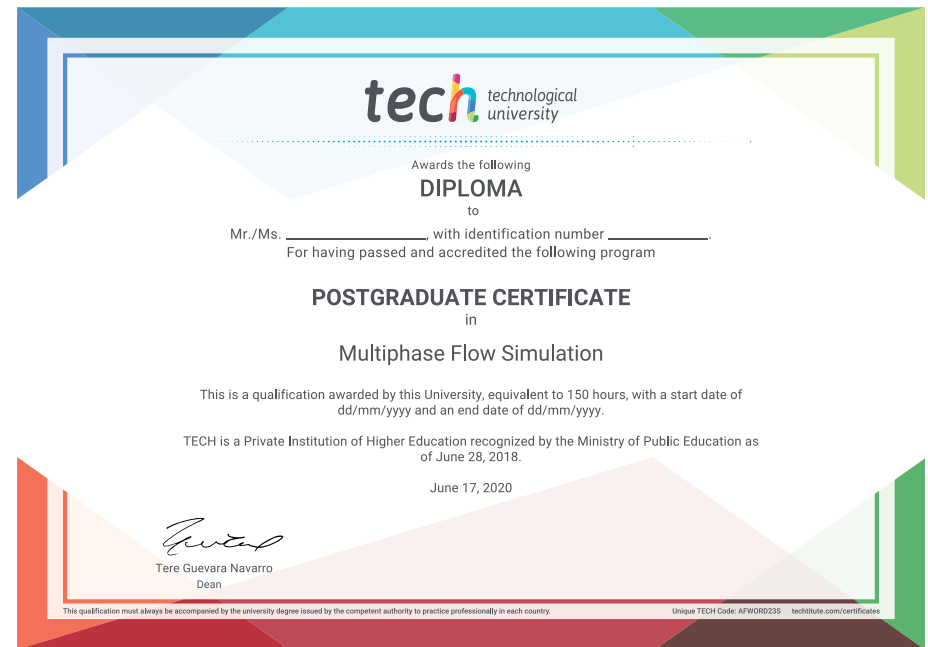 tech technological
university
Awards the following
DIPLOMA
to
Mr./Ms. ____________________, with identification number ______________.
For having passed and accredited the following program
POSTGRADUATE CERTIFICATE
in
Multiphase Flow Simulation
This is a qualification awarded by this University, equivalent to 150 hours, with a start date of
dd/mm/yyyy and an end date of dd/mm/yyyy.
TECH is a Private Institution of Higher Education recognized by the Ministry of Public Education as
of June 28, 2018.
June 17, 2020
Tere Guevara Navarro
Dean
This qualification must always be accompanied by the university degree issued by the competent authority to practice professionally in each country.
Unique TECH Code: AFWORD23S techtitute.com/certificates